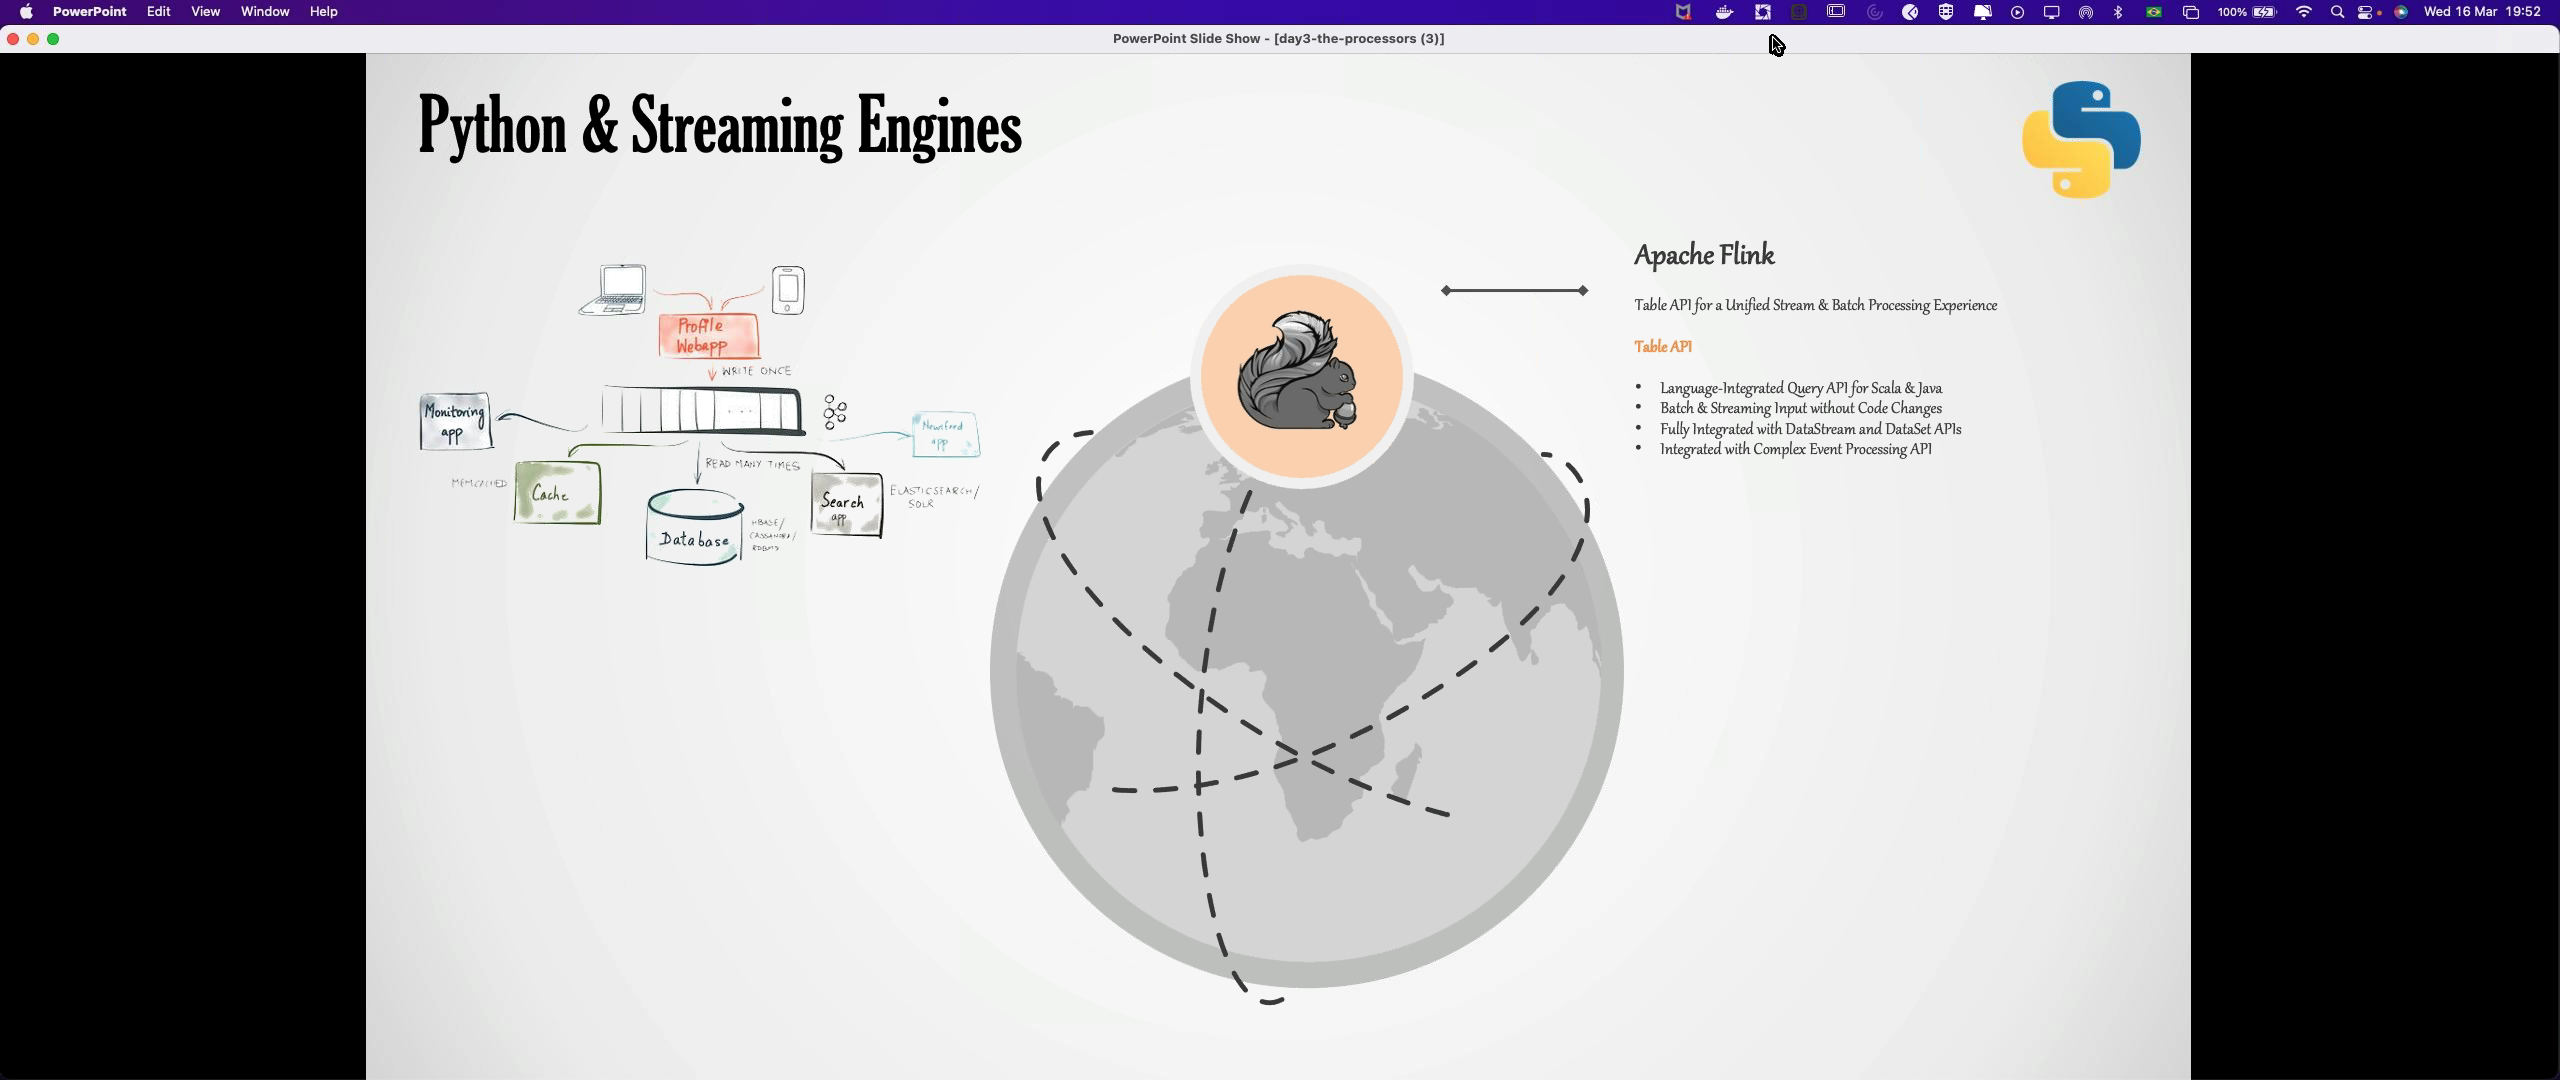 PowerPoint Edit View Window Help
100% Wed 16 Mar 19:52
PowerPoint Slide Show - [day3-the-processors (3)]
Python & Streaming Engines
Profile
Webapp
WRITE ONCE
Monitoring
app
Newsfeed
app
READ MANY TIMES
MEMCACHED
Cache
Database
HBASE/
CASSANDRA/
RDBMS
Search
app
ELASTICSEARCH/
SOLR
Apache Flink
Table API for a Unified Stream & Batch Processing Experience
Table API
• Language-Integrated Query API for Scala & Java
• Batch & Streaming Input without Code Changes
• Fully Integrated with DataStream and DataSet APIs
• Integrated with Complex Event Processing API